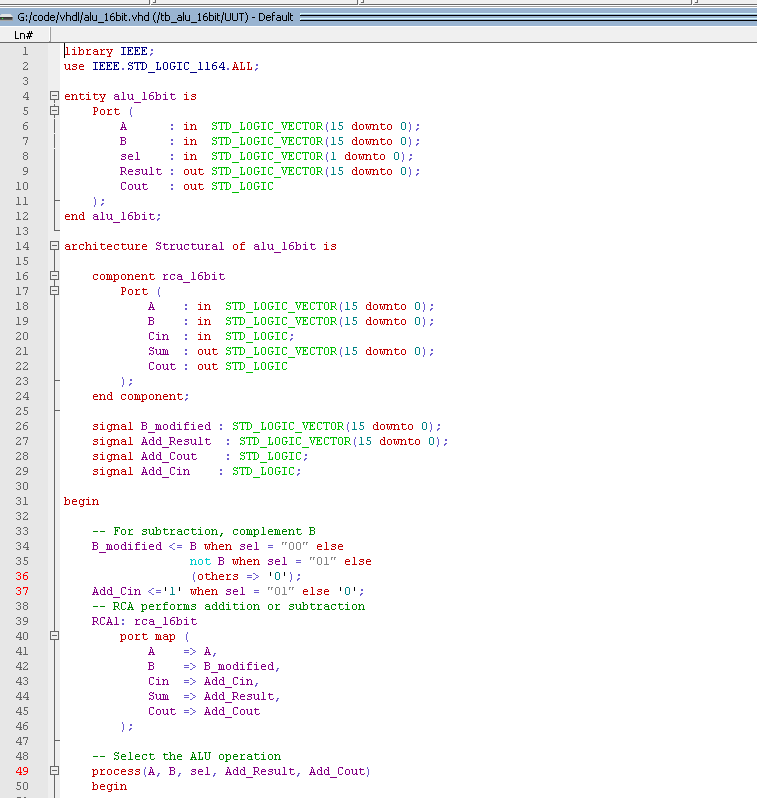 G:/code/vhdl/alu_16bit.vhd (/tb_alu_16bit/UUT) - Default
Ln#
1 library IEEE;
2 use IEEE.STD_LOGIC_1164.ALL;
3
4 entity alu_16bit is
5     Port (
6         A      : in  STD_LOGIC_VECTOR(15 downto 0);
7         B      : in  STD_LOGIC_VECTOR(15 downto 0);
8         sel    : in  STD_LOGIC_VECTOR(1 downto 0);
9         Result : out STD_LOGIC_VECTOR(15 downto 0);
10         Cout   : out STD_LOGIC
11     );
12 end alu_16bit;
13
14 architecture Structural of alu_16bit is
15
16     component rca_16bit
17         Port (
18             A    : in  STD_LOGIC_VECTOR(15 downto 0);
19             B    : in  STD_LOGIC_VECTOR(15 downto 0);
20             Cin  : in  STD_LOGIC;
21             Sum  : out STD_LOGIC_VECTOR(15 downto 0);
22             Cout : out STD_LOGIC
23         );
24     end component;
25
26     signal B_modified : STD_LOGIC_VECTOR(15 downto 0);
27     signal Add_Result  : STD_LOGIC_VECTOR(15 downto 0);
28     signal Add_Cout    : STD_LOGIC;
29     signal Add_Cin    : STD_LOGIC;
30
31 begin
32
33     -- For subtraction, complement B
34     B_modified <= B when sel = "00" else
35                   not B when sel = "01" else
36                   (others => '0');
37     Add_Cin <='1' when sel = "01" else '0';
38     -- RCA performs addition or subtraction
39     RCA1: rca_16bit
40         port map (
41             A    => A,
42             B    => B_modified,
43             Cin  => Add_Cin,
44             Sum  => Add_Result,
45             Cout => Add_Cout
46         );
47
48     -- Select the ALU operation
49     process(A, B, sel, Add_Result, Add_Cout)
50     begin